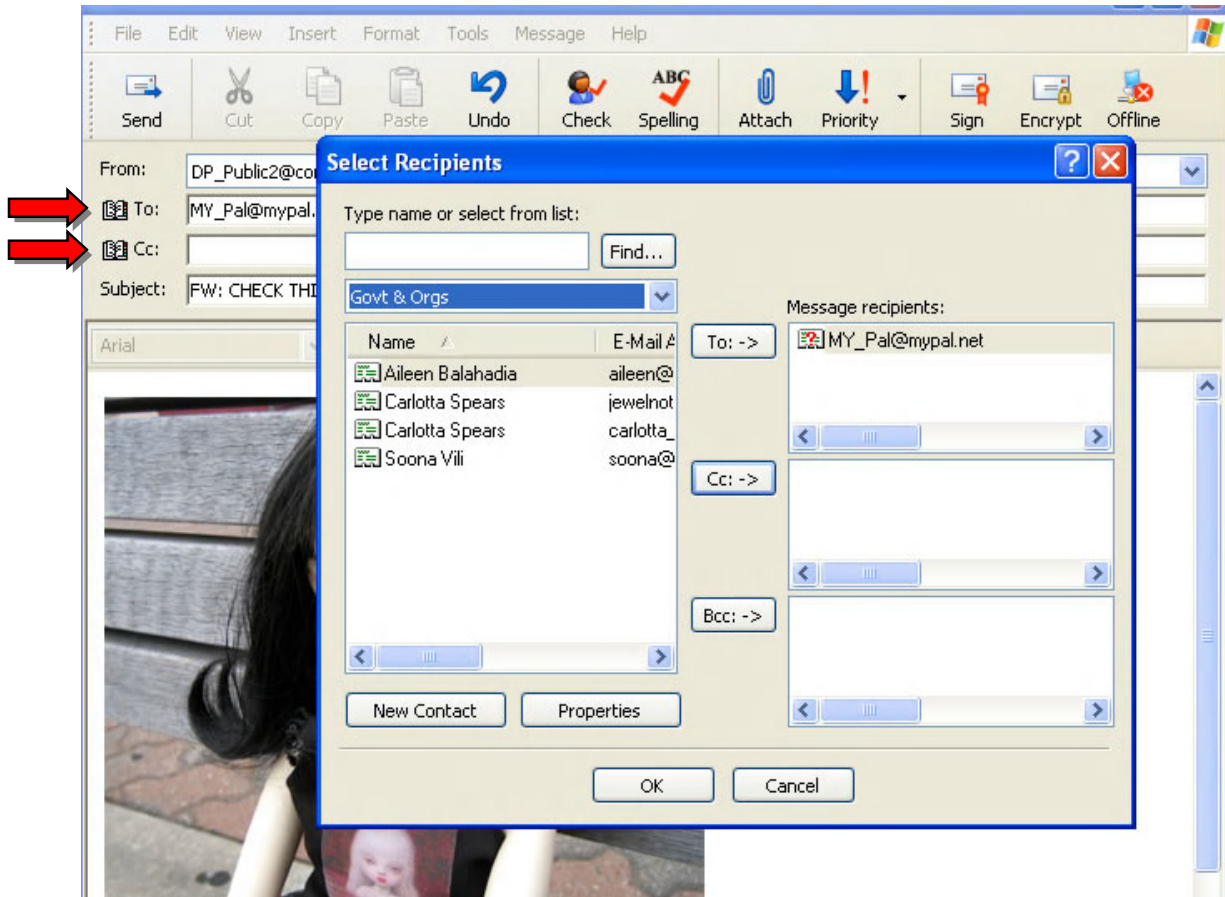 File Edit View Insert Format Tools Message Help
ABC
Send Cut Copy Paste Undo Check Spelling Attach Priority Sign Encrypt Offline
From: DP_Public2@co
Select Recipients
To: MY_Pal@mypal.
Cc:
Subject: FW: CHECK THI
Arial
Type name or select from list:
Find...
Govt & Orgs
Name E-Mail A
Aileen Balahadia aileen@
Carlotta Spears jewelnot
Carlotta Spears carlotta_
Soona Vili soona@
New Contact Properties
To: ->
Cc: ->
Bcc: ->
Message recipients:
MY_Pal@mypal.net
OK Cancel